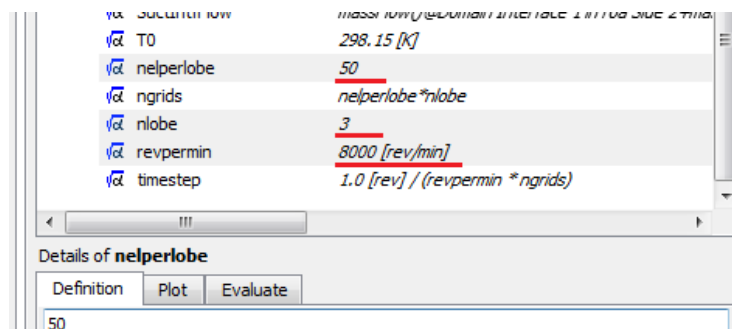 T0 298.15 [K]
nelperlobe 50
ngrids nelperlobe*nlobe
nlobe 3
revpermin 8000 [rev/min]
timestep 1.0 [rev] / (revpermin * ngrids)
Details of nelperlobe
Definition Plot Evaluate
50